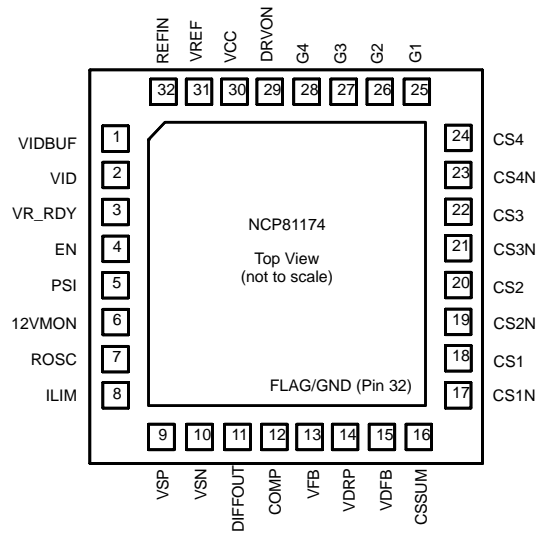 REFIN
VREF
VCC
DRVON
G4
G3
G2
G1
32
31
30
29
28
27
26
25
VIDBUF 1
VID 2
VR_RDY 3
EN 4
PSI 5
12VMON 6
ROSC 7
ILIM 8
24 CS4
23 CS4N
22 CS3
21 CS3N
20 CS2
19 CS2N
18 CS1
17 CS1N
NCP81174
Top View
(not to scale)
FLAG/GND (Pin 32)
9
10
11
12
13
14
15
16
VSP
VSN
DIFFOUT
COMP
VFB
VDRP
VDFB
CSSUM